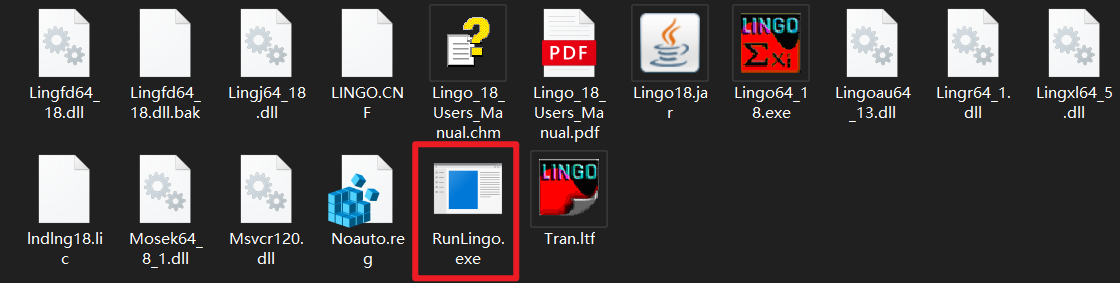 PDF
LINGO
Σxi
Lingfd64_
18.dll
Lingfd64_
18.dll.bak
Lingj64_18
.dll
LINGO.CN
F
Lingo_18_
Users_Ma
nual.chm
Lingo_18_
Users_Ma
nual.pdf
Lingo18.ja
r
Lingo64_1
8.exe
Lingoau64
_13.dll
Lingr64_1.
dll
Lingxl64_5
.dll
LINGO
lndlng18.li
c
Mosek64_
8_1.dll
Msvcr120.
dll
Noauto.re
g
RunLingo.
exe
Tran.ltf